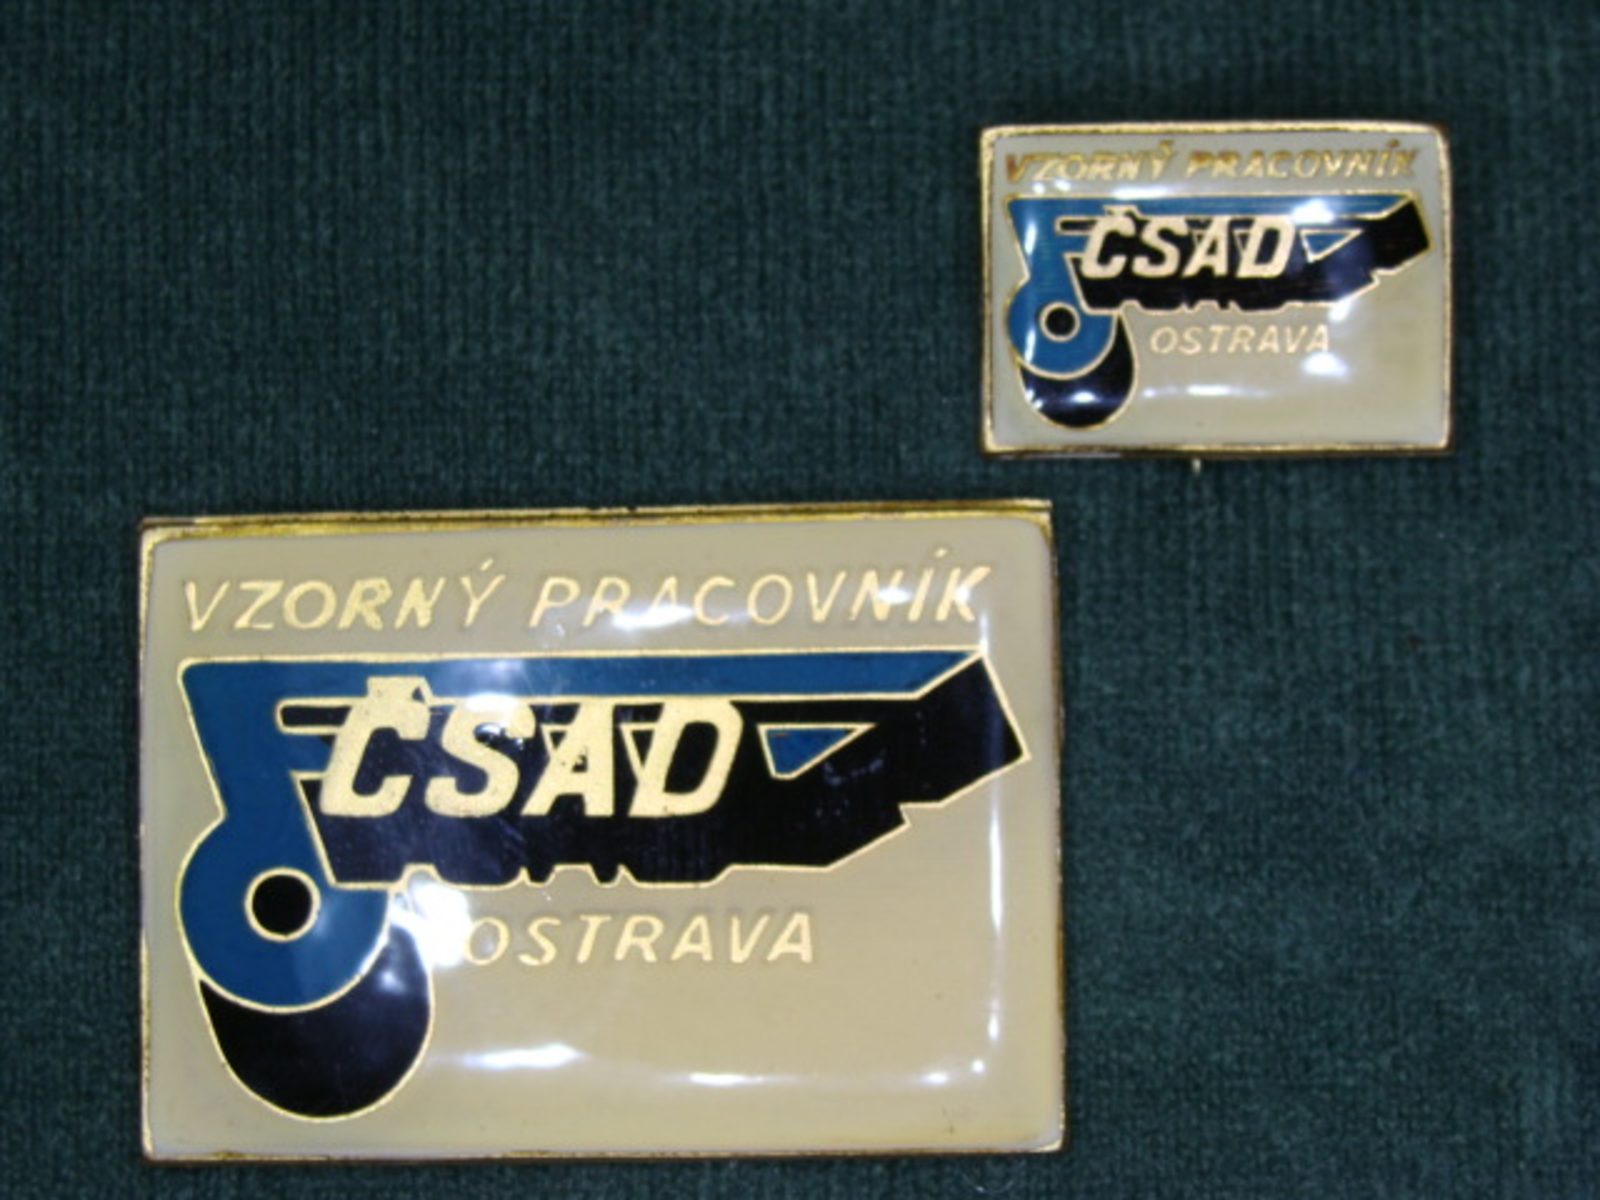 VZORNÝ PRACOVNÍK
ČSAD
OSTRAVA
VZORNÝ PRACOVNÍK
ČSAD
OSTRAVA